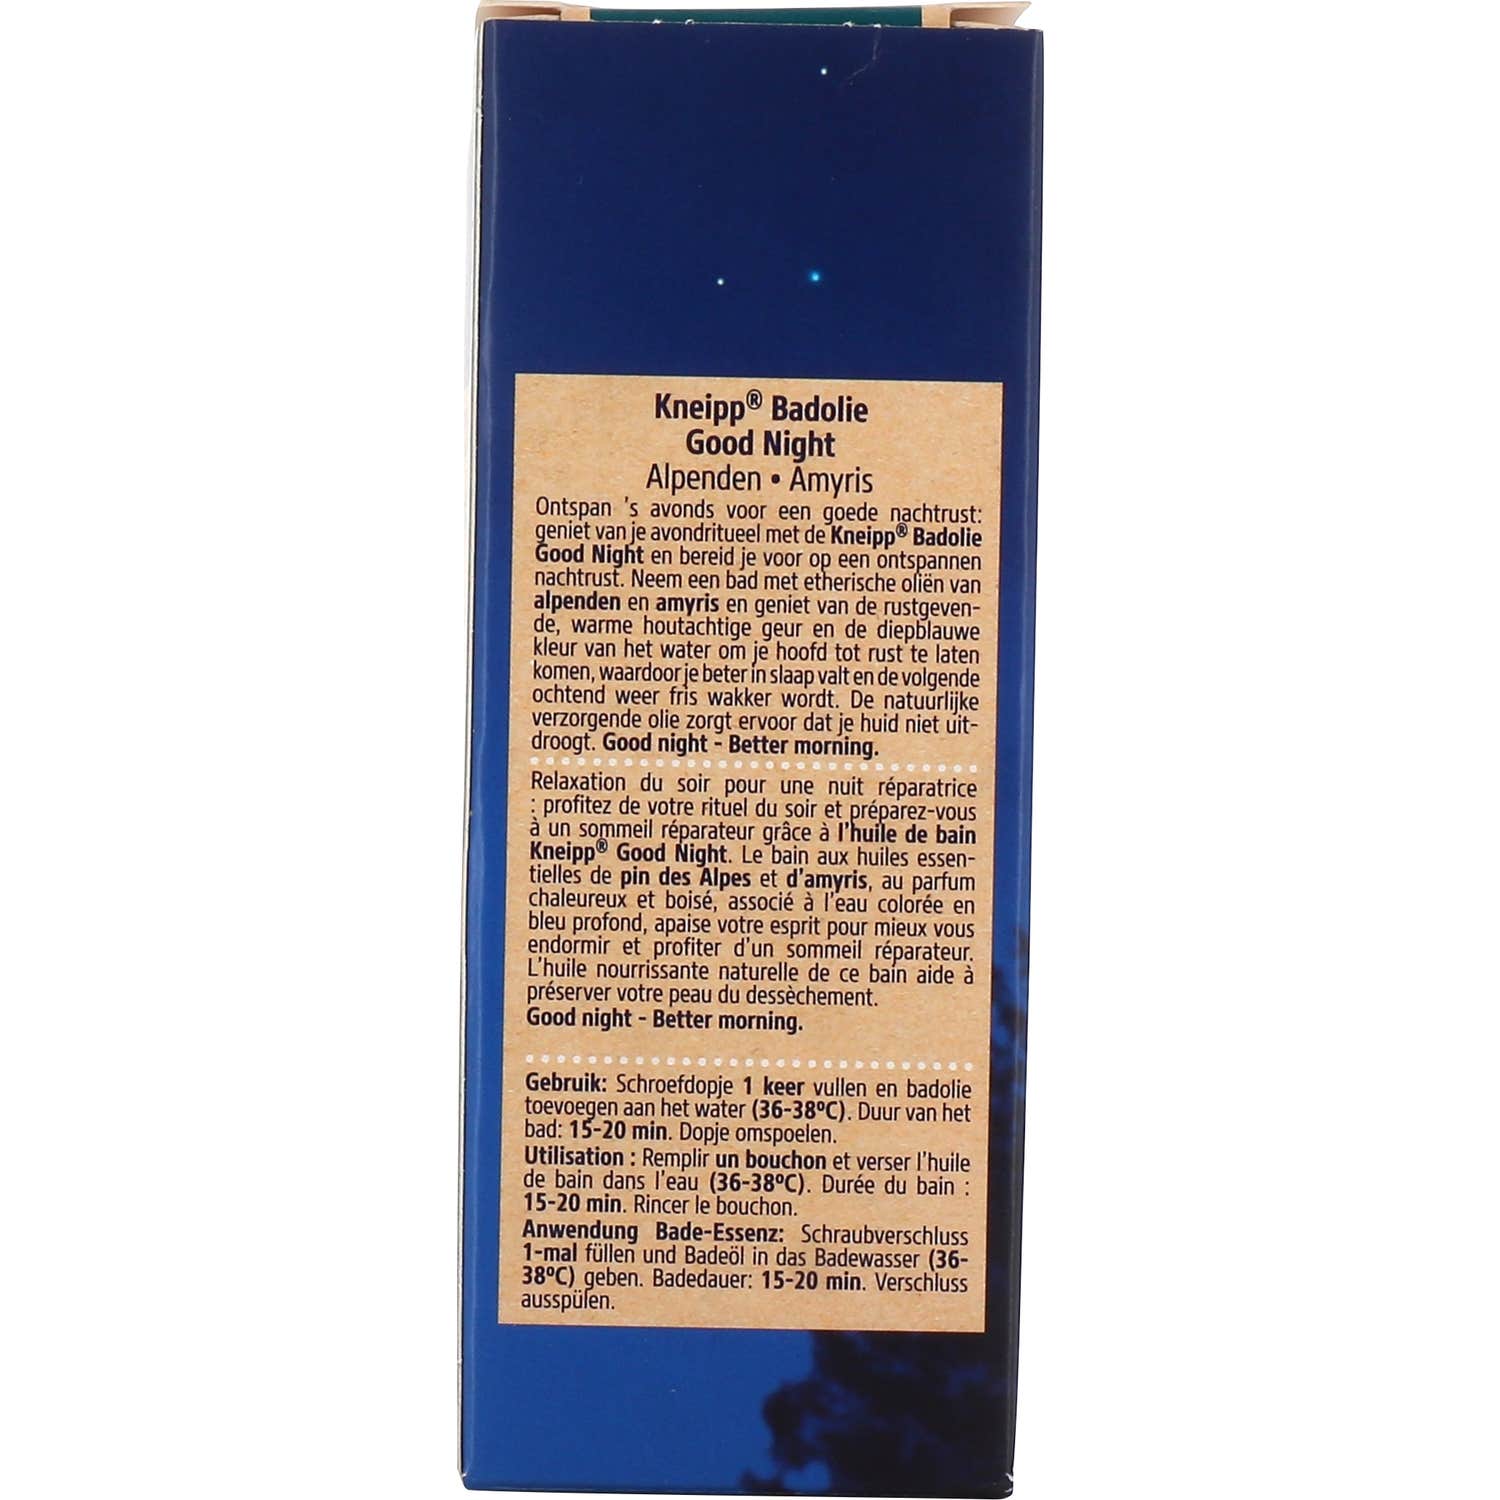 Kneipp® Badolie
Good Night
Alpenden • Amyris
Ontspan 's avonds voor een goede nachtrust:
geniet van je avondritueel met de Kneipp® Badolie
Good Night en bereid je voor op een ontspannen
nachtrust. Neem een bad met etherische oliën van
alpenden en amyris en geniet van de rustgeven-
de, warme houtachtige geur en de diepblauwe
kleur van het water om je hoofd tot rust te laten
komen, waardoor je beter in slaap valt en de volgende
ochtend weer fris wakker wordt. De natuurlijke
verzorgende olie zorgt ervoor dat je huid niet uit-
droogt. Good night - Better morning.
Relaxation du soir pour une nuit réparatrice
: profitez de votre rituel du soir et préparez-vous
à un sommeil réparateur grâce à l'huile de bain
Kneipp® Good Night. Le bain aux huiles essen-
tielles de pin des Alpes et d'amyris, au parfum
chaleureux et boisé, associé à l'eau colorée en
bleu profond, apaise votre esprit pour mieux vous
endormir et profiter d'un sommeil réparateur.
L'huile nourrissante naturelle de ce bain aide à
préserver votre peau du dessèchement.
Good night - Better morning.
Gebruik: Schroefdopje 1 keer vullen en badolie
toevoegen aan het water (36-38ºC). Duur van het
bad: 15-20 min. Dopje omspoelen.
Utilisation : Remplir un bouchon et verser l'huile
de bain dans l'eau (36-38ºC). Durée du bain :
15-20 min. Rincer le bouchon.
Anwendung Bade-Essenz: Schraubverschluss
1-mal füllen und Badeöl in das Badewasser (36-
38ºC) geben. Badedauer: 15-20 min. Verschluss
ausspülen.